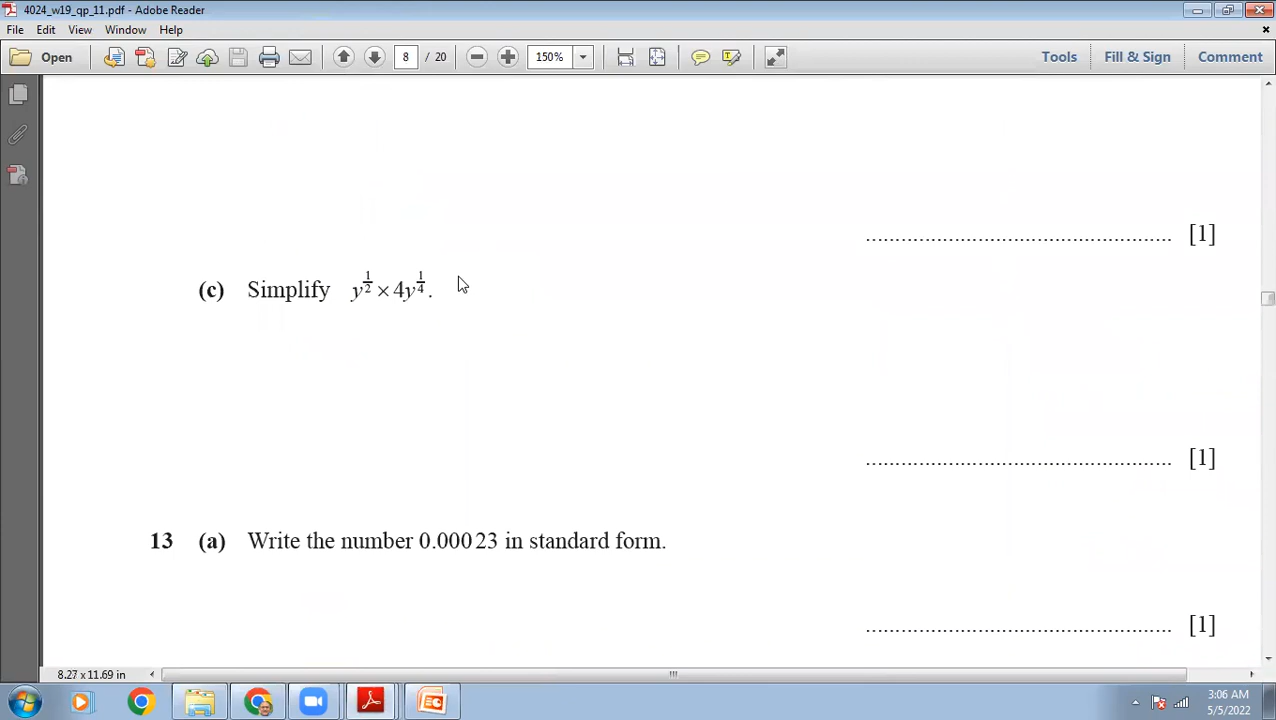 4024_w19_qp_11.pdf - Adobe Reader
File Edit View Window Help
Open 8 / 20 150% Tools Fill & Sign Comment
................................................... [1]
(c) Simplify y^{1/2} × 4y^{1/4}.
................................................... [1]
13 (a) Write the number 0.000 23 in standard form.
................................................... [1]
8.27 x 11.69 in
3:06 AM
5/5/2022